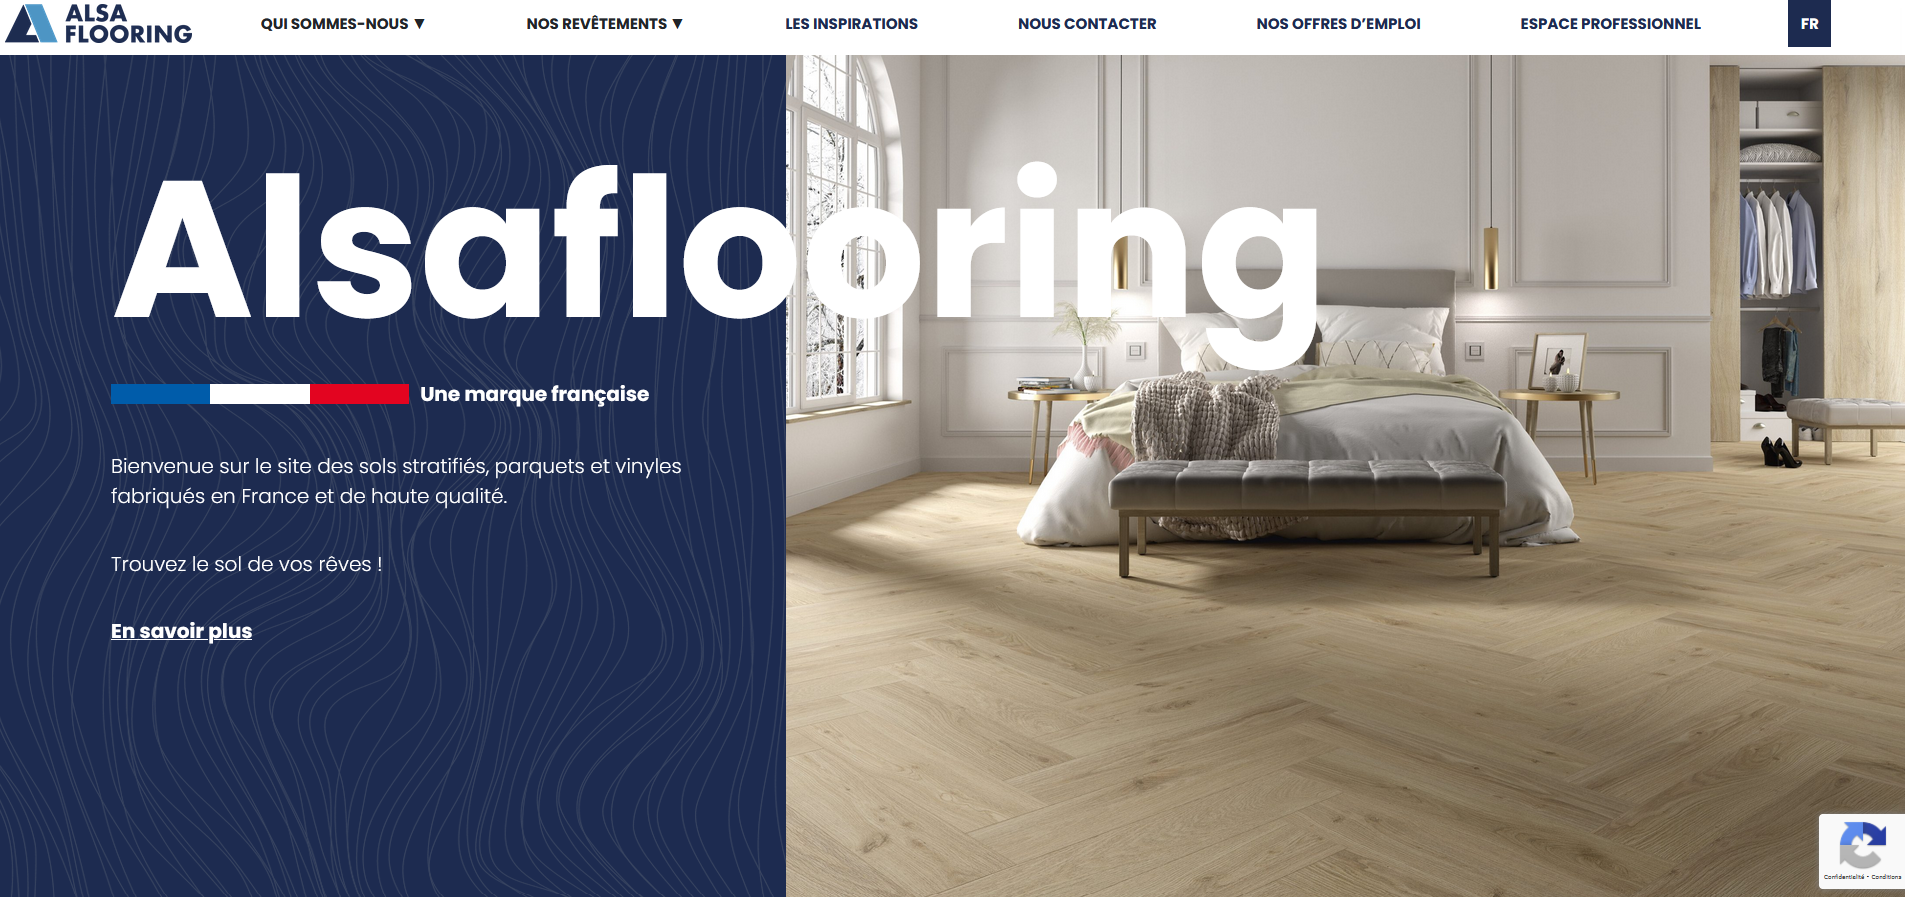 ALSA
FLOORING
QUI SOMMES-NOUS ▼
NOS REVÊTEMENTS ▼
LES INSPIRATIONS
NOUS CONTACTER
NOS OFFRES D’EMPLOI
ESPACE PROFESSIONNEL
FR
Alsaflooring
Une marque française
Bienvenue sur le site des sols stratifiés, parquets et vinyles
fabriqués en France et de haute qualité.
Trouvez le sol de vos rêves !
En savoir plus
Confidentialité - Conditions